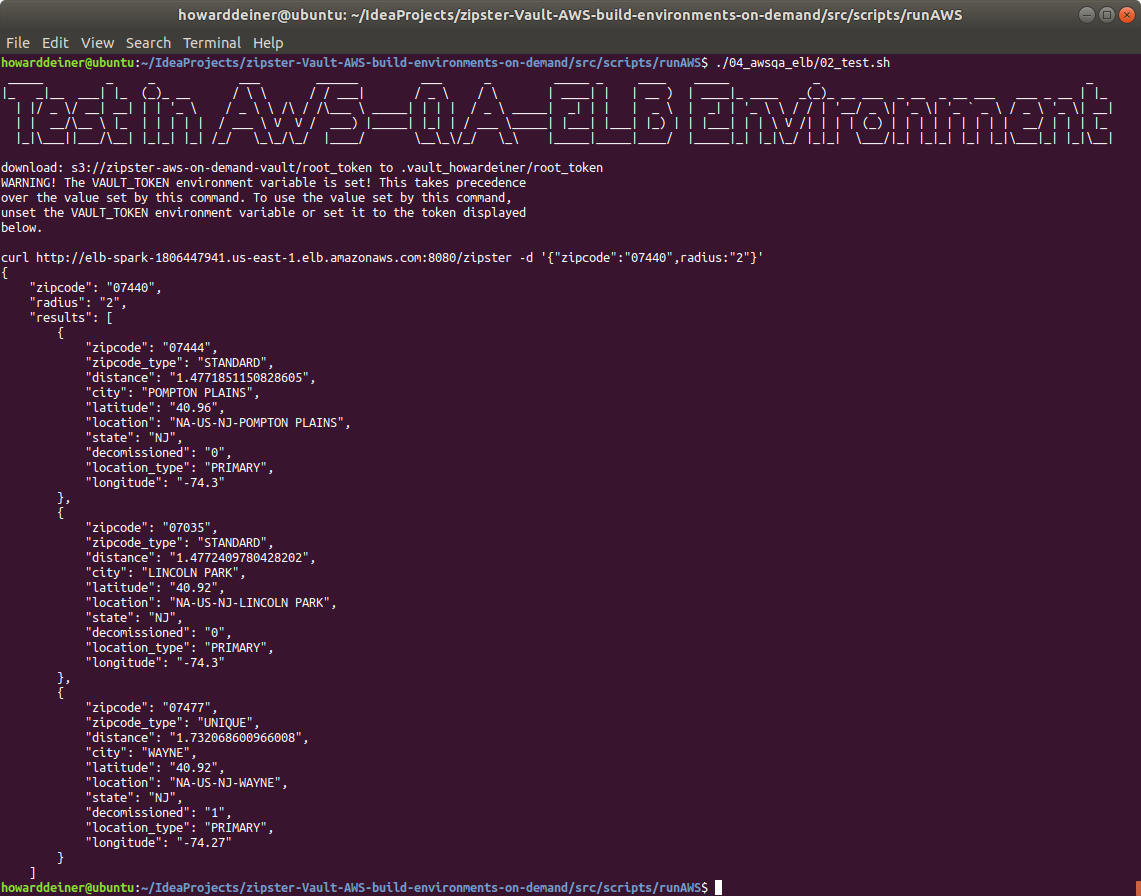 howarddeiner@ubuntu: ~/IdeaProjects/zipster-Vault-AWS-build-environments-on-demand/src/scripts/runAWS
File Edit View Search Terminal Help
howarddeiner@ubuntu:~/IdeaProjects/zipster-Vault-AWS-build-environments-on-demand/src/scripts/runAWS$ ./04_awsqa_elb/02_test.sh
Test in AWS-QA-ELB Environment
download: s3://zipster-aws-on-demand-vault/root_token to .vault_howardeiner/root_token
WARNING! The VAULT_TOKEN environment variable is set! This takes precedence
over the value set by this command. To use the value set by this command,
unset the VAULT_TOKEN environment variable or set it to the token displayed
below.
curl http://elb-spark-1806447941.us-east-1.elb.amazonaws.com:8080/zipster -d '{"zipcode":"07440",radius:"2"}'
{
    "zipcode": "07440",
    "radius": "2",
    "results": [
        {
            "zipcode": "07444",
            "zipcode_type": "STANDARD",
            "distance": "1.4771851150828605",
            "city": "POMPTON PLAINS",
            "latitude": "40.96",
            "location": "NA-US-NJ-POMPTON PLAINS",
            "state": "NJ",
            "decomissioned": "0",
            "location_type": "PRIMARY",
            "longitude": "-74.3"
        },
        {
            "zipcode": "07035",
            "zipcode_type": "STANDARD",
            "distance": "1.4772409780428202",
            "city": "LINCOLN PARK",
            "latitude": "40.92",
            "location": "NA-US-NJ-LINCOLN PARK",
            "state": "NJ",
            "decomissioned": "0",
            "location_type": "PRIMARY",
            "longitude": "-74.3"
        },
        {
            "zipcode": "07477",
            "zipcode_type": "UNIQUE",
            "distance": "1.732068600966008",
            "city": "WAYNE",
            "latitude": "40.92",
            "location": "NA-US-NJ-WAYNE",
            "state": "NJ",
            "decomissioned": "1",
            "location_type": "PRIMARY",
            "longitude": "-74.27"
        }
    ]
howarddeiner@ubuntu:~/IdeaProjects/zipster-Vault-AWS-build-environments-on-demand/src/scripts/runAWS$